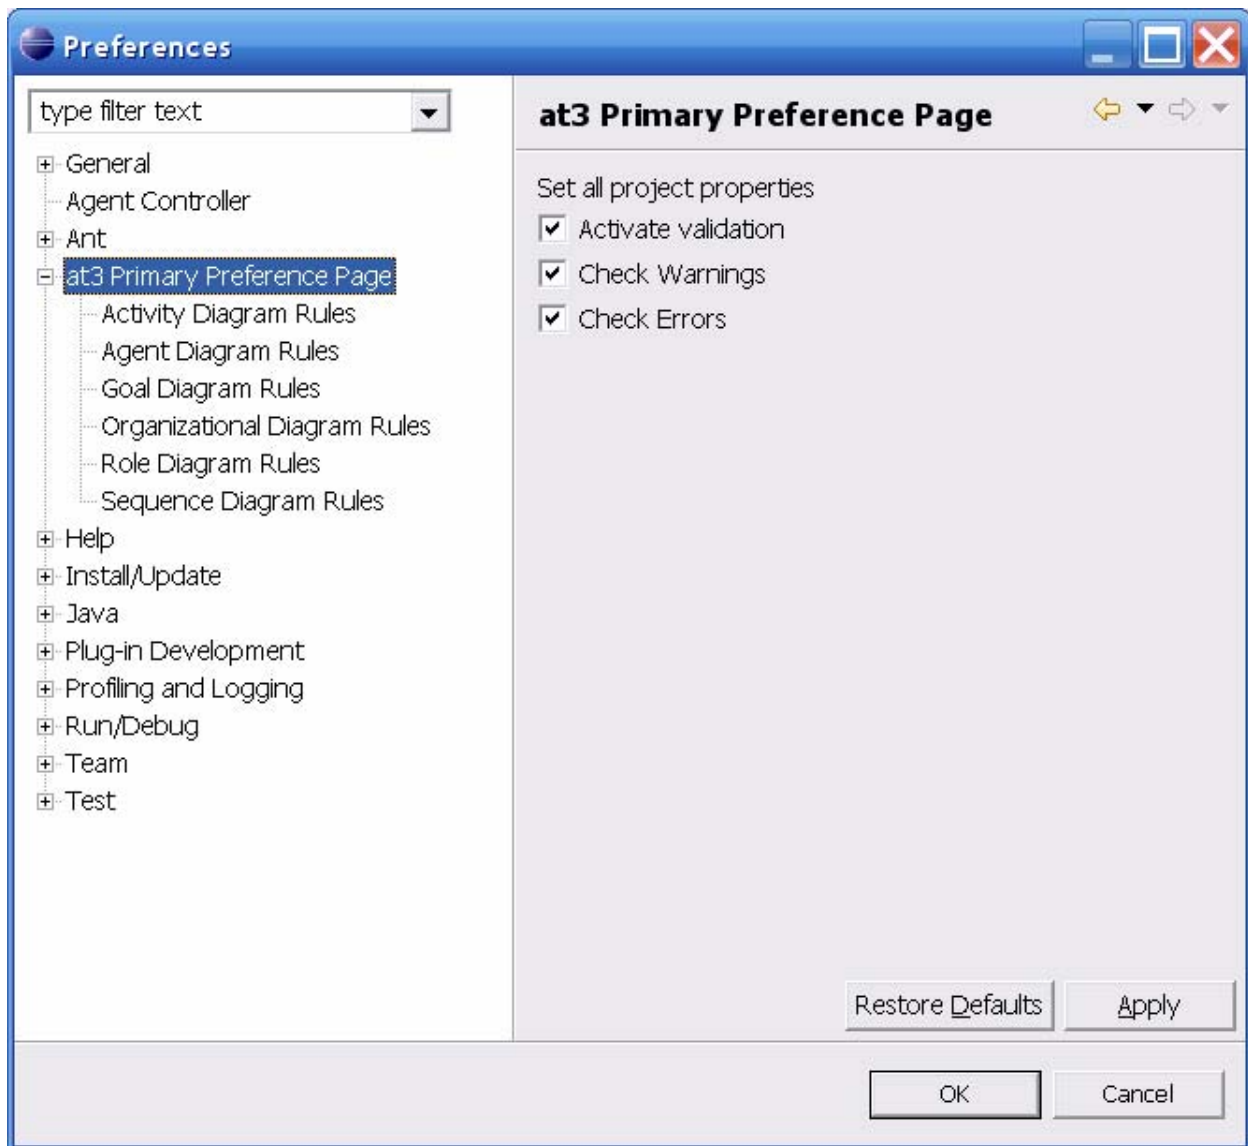 Preferences
type filter text
General
Agent Controller
Ant
at3 Primary Preference Page
Activity Diagram Rules
Agent Diagram Rules
Goal Diagram Rules
Organizational Diagram Rules
Role Diagram Rules
Sequence Diagram Rules
Help
Install/Update
Java
Plug-in Development
Profiling and Logging
Run/Debug
Team
Test
at3 Primary Preference Page
Set all project properties
Activate validation
Check Warnings
Check Errors
Restore Defaults
Apply
OK
Cancel